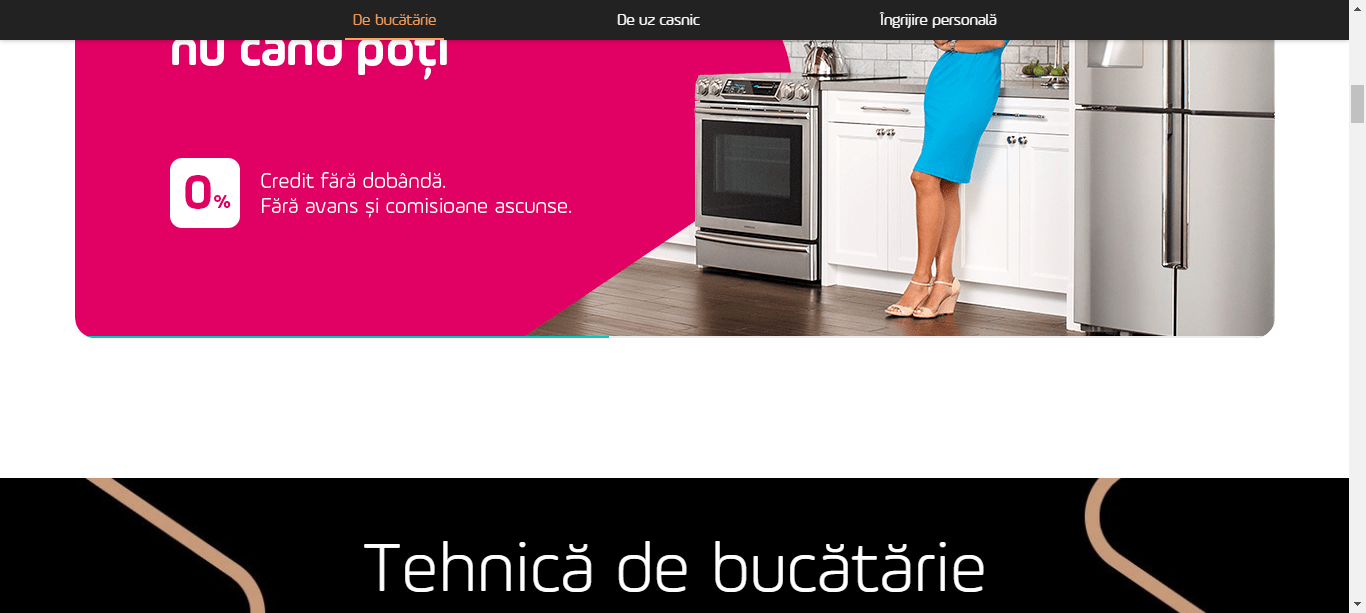 De bucătărie
De uz casnic
Îngrijire personală
nu când poți
0%
Credit fără dobândă.
Fără avans și comisioane ascunse.
Tehnică de bucătărie